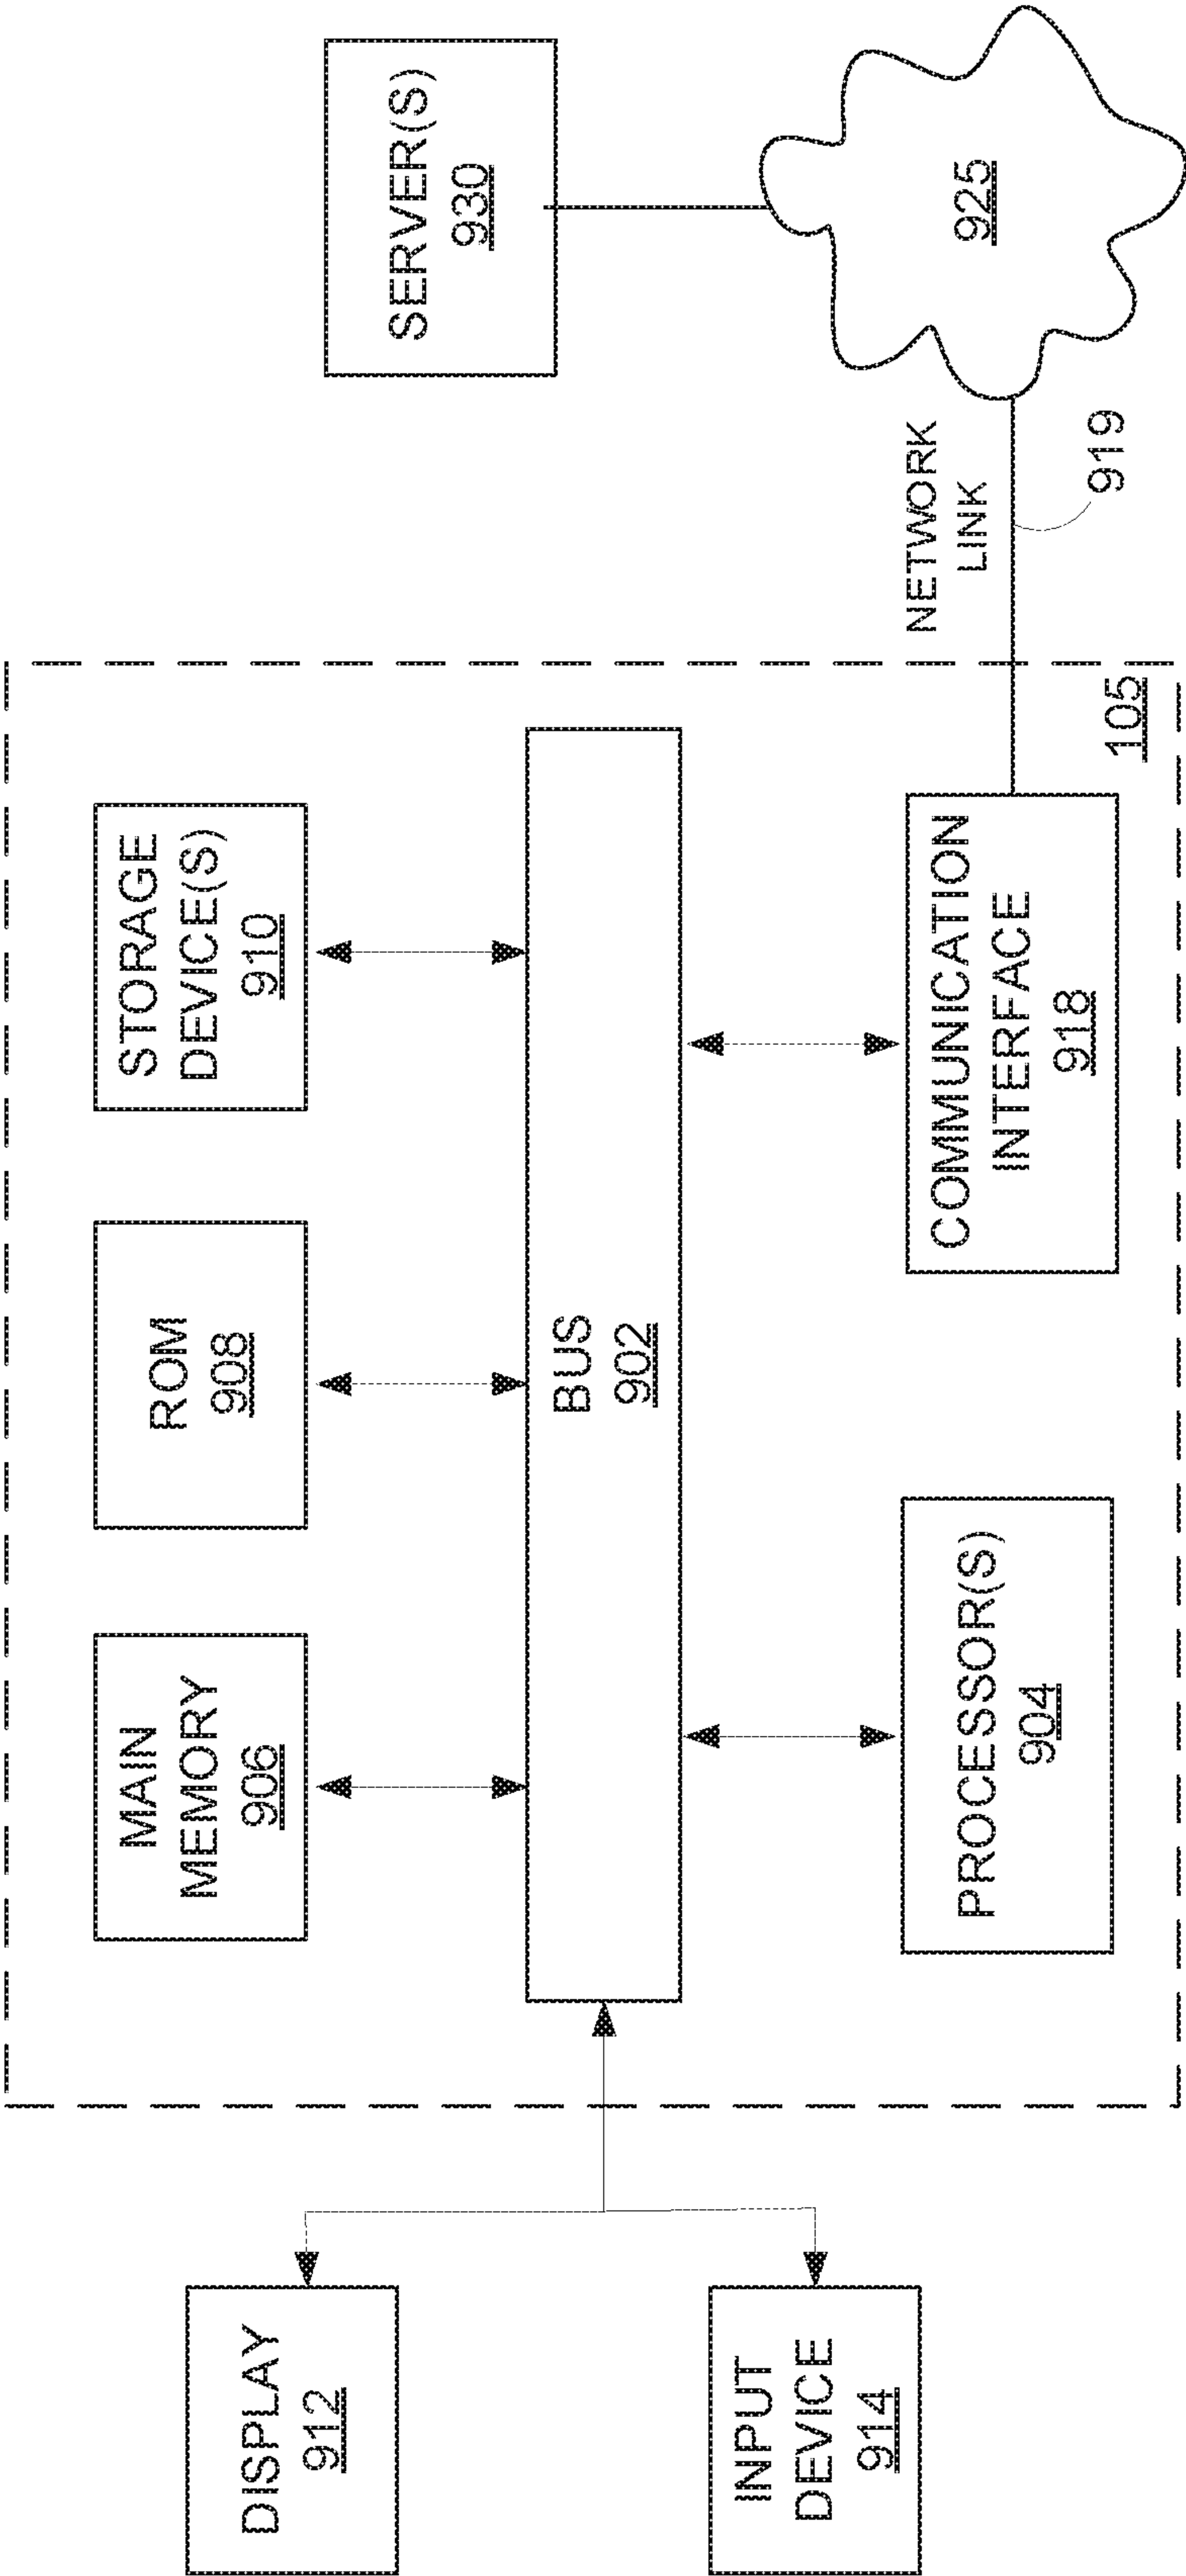 DISPLAY
912
INPUT
DEVICE
914
MAIN
MEMORY
906
ROM
908
STORAGE
DEVICE(S)
910
BUS
902
PROCESSOR(S)
904
COMMUNICATION
INTERFACE
918
105
NETWORK
LINK
919
SERVER(S)
930
925